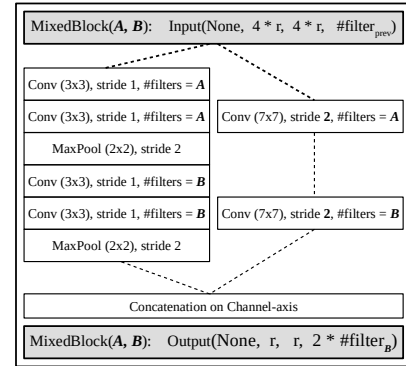 MixedBlock(A, B): Input(None, 4 * r, 4 * r, #filter_prev)
Conv (3x3), stride 1, #filters = A
Conv (3x3), stride 1, #filters = A
MaxPool (2x2), stride 2
Conv (3x3), stride 1, #filters = B
Conv (3x3), stride 1, #filters = B
MaxPool (2x2), stride 2
Conv (7x7), stride 2, #filters = A
Conv (7x7), stride 2, #filters = B
Concatenation on Channel-axis
MixedBlock(A, B): Output(None, r, r, 2 * #filter_B)